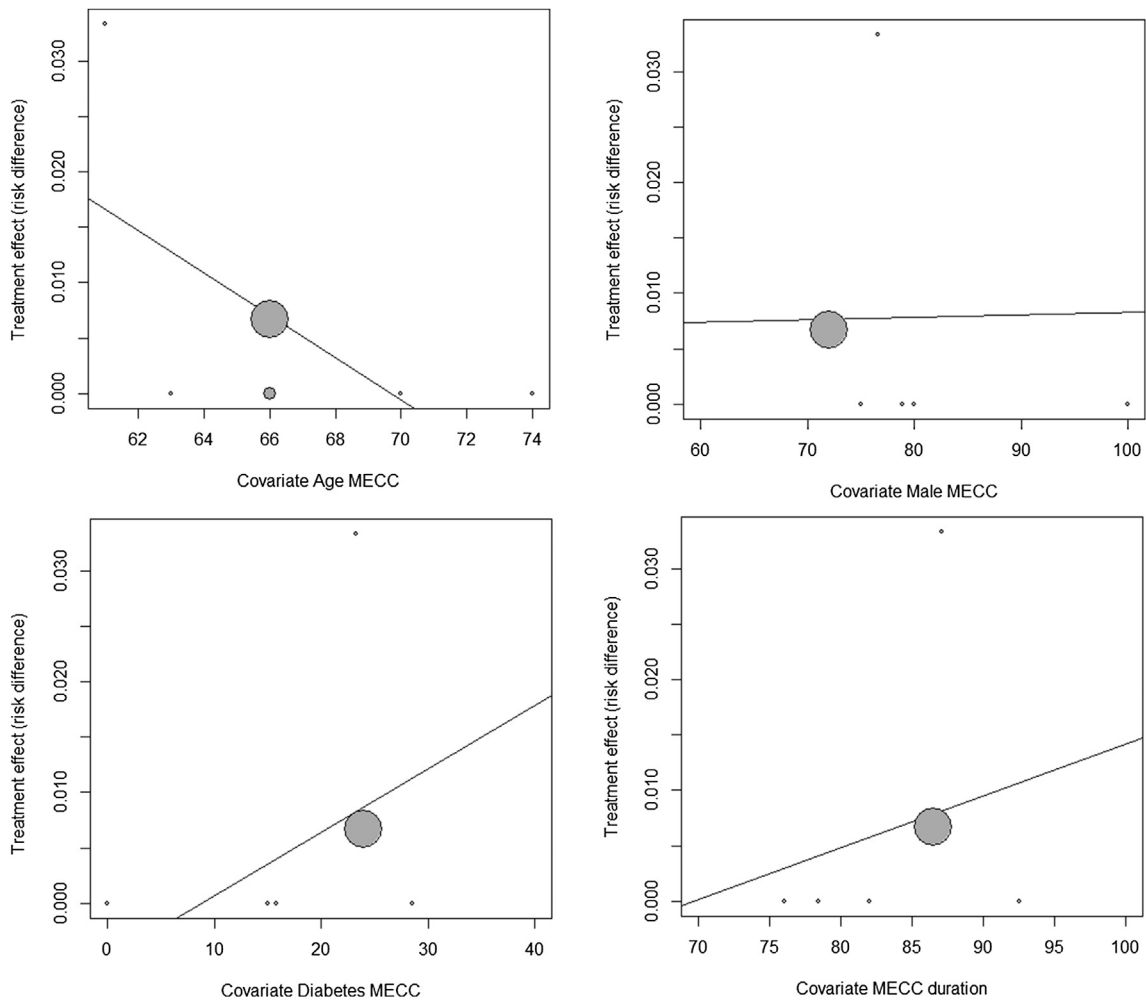 Treatment effect (risk difference)
0.000 0.010 0.020 0.030
62 64 66 68 70 72 74
Covariate Age MECC
Treatment effect (risk difference)
0.000 0.010 0.020 0.030
60 70 80 90 100
Covariate Male MECC
Treatment effect (risk difference)
0.000 0.010 0.020 0.030
0 10 20 30 40
Covariate Diabetes MECC
Treatment effect (risk difference)
0.000 0.010 0.020 0.030
70 75 80 85 90 95 100
Covariate MECC duration